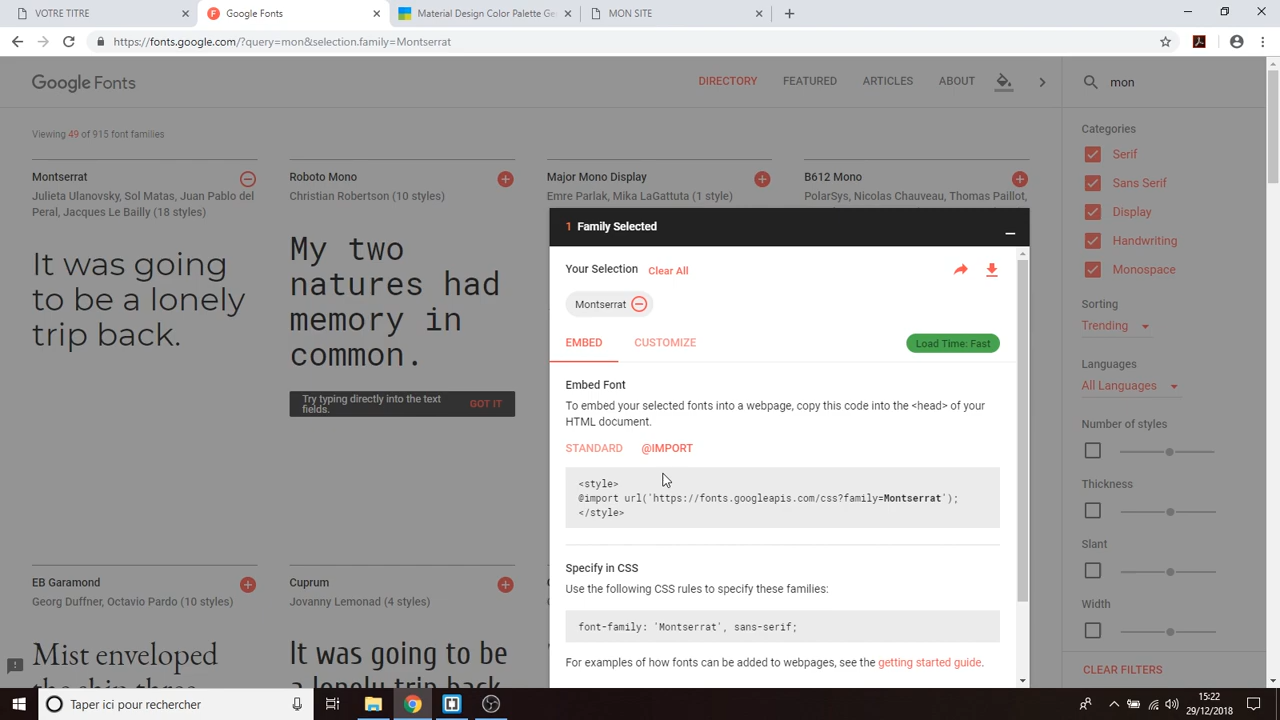 VOTRE TITRE
Google Fonts
Material Design Color Palette Ge
MON SITE
https://fonts.google.com/?query=mon&selection.family=Montserrat
Google Fonts
DIRECTORY
FEATURED
ARTICLES
ABOUT
mon
Viewing 49 of 915 font families
Montserrat
Julieta Ulanovsky, Sol Matas, Juan Pablo del
Peral, Jacques Le Bailly (18 styles)
It was going
to be a lonely
trip back.
Roboto Mono
Christian Robertson (10 styles)
My two
natures had
memory in
common.
Try typing directly into the text
fields.
GOT IT
Major Mono Display
Emre Parlak, Mika LaGattuta (1 style)
B612 Mono
PolarSys, Nicolas Chauveau, Thomas Paillot,
1 Family Selected
Your Selection
Clear All
Montserrat
EMBED
CUSTOMIZE
Load Time: Fast
Embed Font
To embed your selected fonts into a webpage, copy this code into the <head> of your
HTML document.
STANDARD
@IMPORT
<style>
@import url('https://fonts.googleapis.com/css?family=Montserrat');
</style>
Specify in CSS
Use the following CSS rules to specify these families:
font-family: 'Montserrat', sans-serif;
For examples of how fonts can be added to webpages, see the getting started guide.
Categories
Serif
Sans Serif
Display
Handwriting
Monospace
Sorting
Trending
Languages
All Languages
Number of styles
Thickness
Slant
Width
CLEAR FILTERS
EB Garamond
Georg Duffner, Octavio Pardo (10 styles)
Mist enveloped
Cuprum
Jovanny Lemonad (4 styles)
It was going to be
a lonely trip back
Taper ici pour rechercher
15:22
29/12/2018